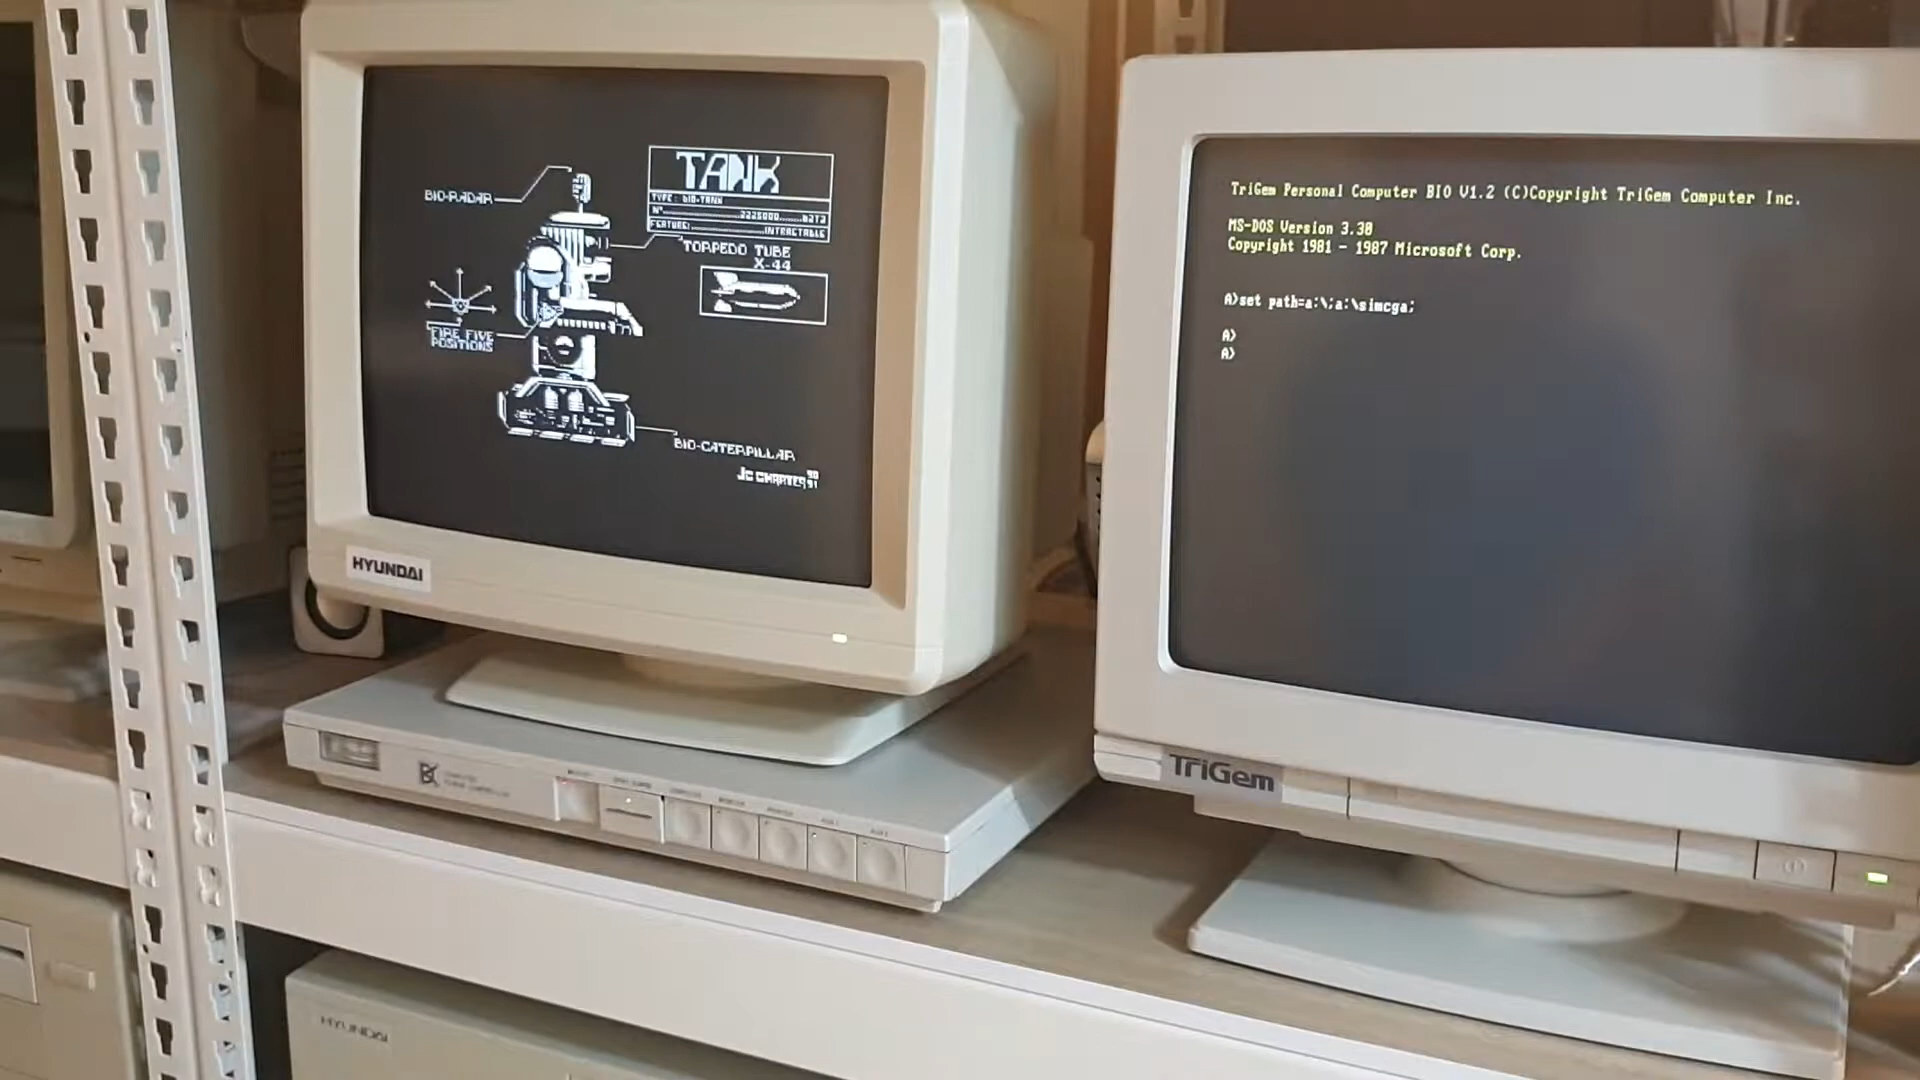 TANK
TYPE: BIO-TANK
FEATURE:..................INTERCTABLE
BIO-RADAR
TORPEDO TUBE
X-44
FIRE FIVE
POSITIONS
BIO-CATERPILLAR
HYUNDAI
HYUNDAI
TriGem Personal Computer BIO V1.2 (C)Copyright TriGem Computer Inc.
MS-DOS Version 3.30
Copyright 1981 - 1987 Microsoft Corp.
A>set path=a:\;a:\simcga;
A>
A>
TriGem